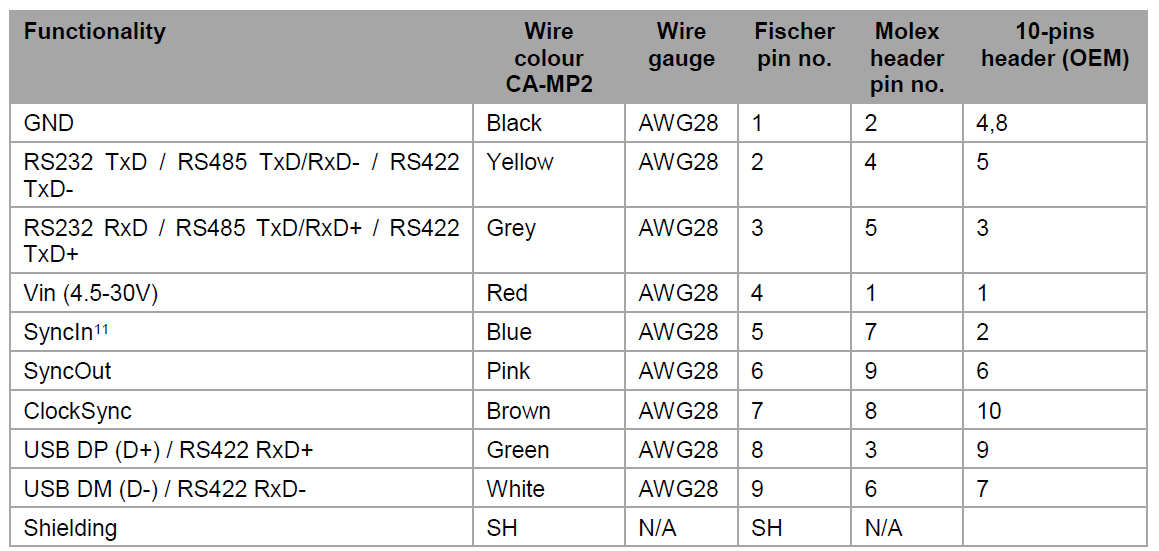 Functionality Wire colour CA-MP2 Wire gauge Fischer pin no. Molex header pin no. 10-pins header (OEM)
GND Black AWG28 1 2 4,8
RS232 TxD / RS485 TxD/RxD- / RS422
TxD- Yellow AWG28 2 4 5
RS232 RxD / RS485 TxD/RxD+ / RS422
TxD+ Grey AWG28 3 5 3
Vin (4.5-30V) Red AWG28 4 1 1
SyncIn¹¹ Blue AWG28 5 7 2
SyncOut Pink AWG28 6 9 6
ClockSync Brown AWG28 7 8 10
USB DP (D+) / RS422 RxD+ Green AWG28 8 3 9
USB DM (D-) / RS422 RxD- White AWG28 9 6 7
Shielding SH N/A SH N/A